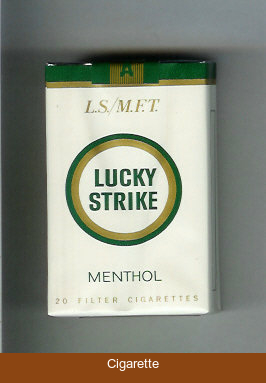 A
L.S./M.F.T.
LUCKY
STRIKE
MENTHOL
20 FILTER CIGARETTES
Cigarette